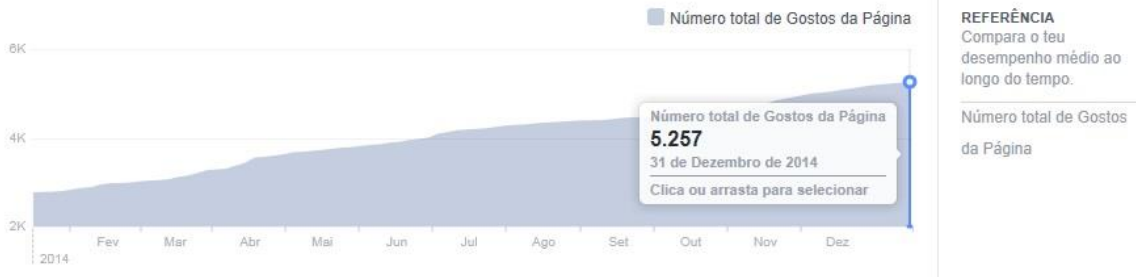 Número total de Gostos da Página
6K
4K
2K
Número total de Gostos da Página
5.257
31 de Dezembro de 2014
Clica ou arrasta para selecionar
Fev Mar Abr Mai Jun Jul Ago Set Out Nov Dez
2014
REFERÊNCIA
Compara o teu
desempenho médio ao
longo do tempo.
Número total de Gostos
da Página